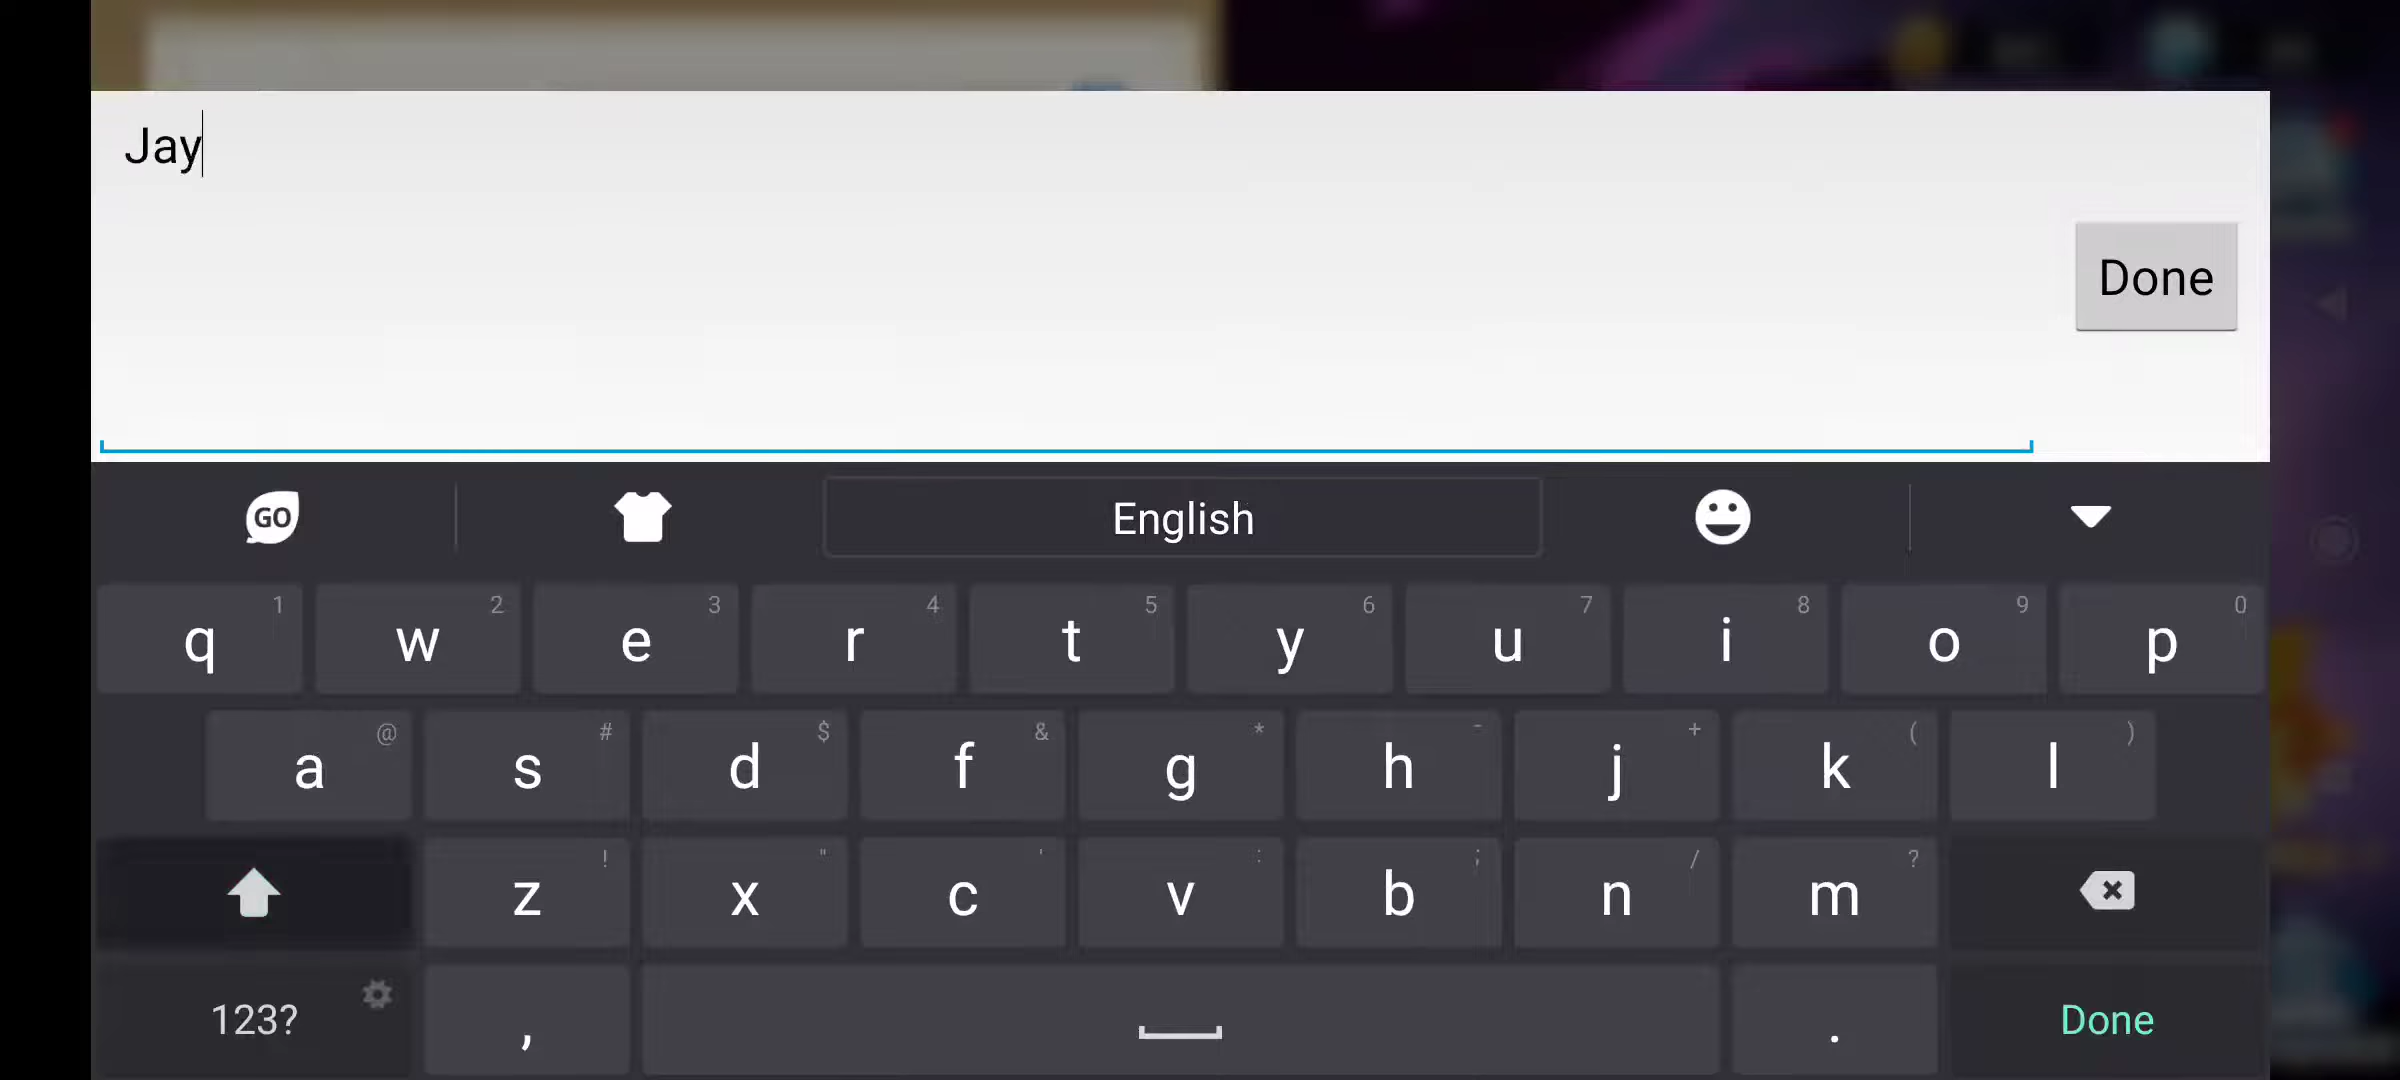 Jay
Done
GO
English
1 2 3 4 5 6 7 8 9 0
q w e r t y u i o p
@ # $ & * - + ( )
a s d f g h j k l
! " ' : ; / ?
z x c v b n m
123? , . Done